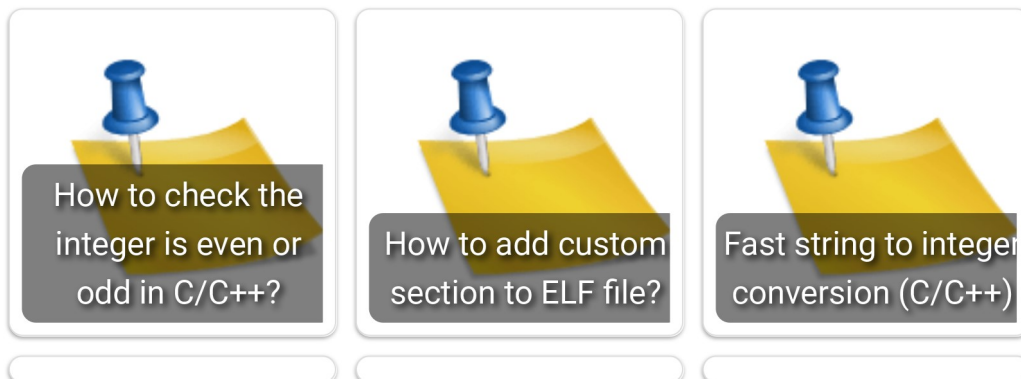 How to check the
integer is even or
odd in C/C++?
How to add custom
section to ELF file?
Fast string to integer
conversion (C/C++)